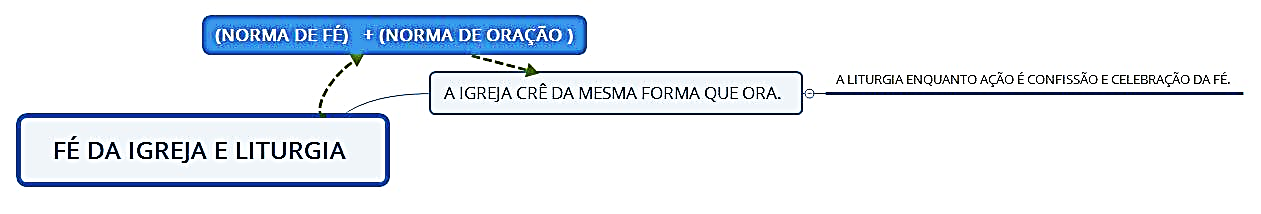 (NORMA DE FÉ) + (NORMA DE ORAÇÃO )
A IGREJA CRÊ DA MESMA FORMA QUE ORA.
A LITURGIA ENQUANTO AÇÃO É CONFISSÃO E CELEBRAÇÃO DA FÉ.
FÉ DA IGREJA E LITURGIA